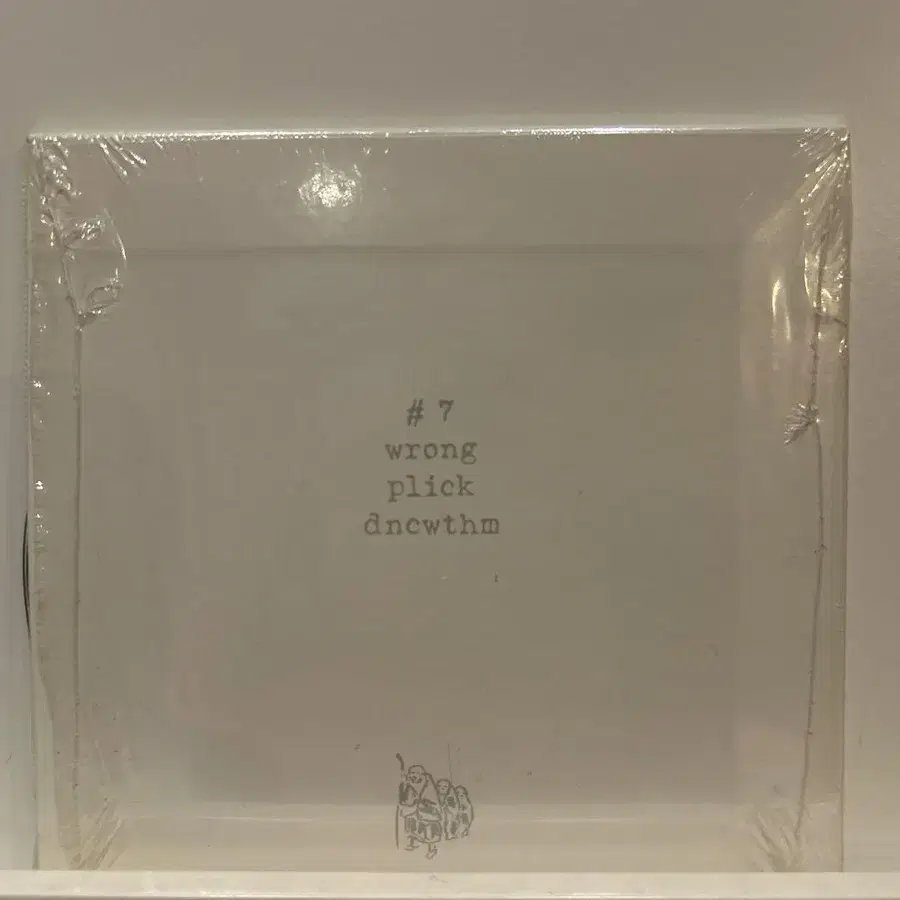 # 7
wrong
plick
dncwthm